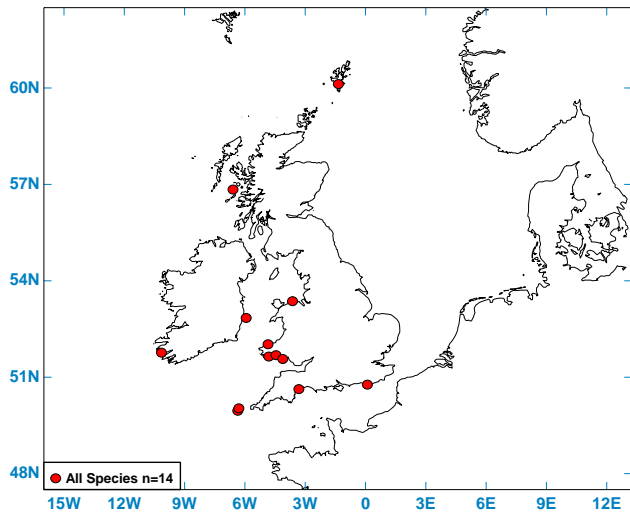 60N
57N
54N
51N
48N
All Species n=14
15W 12W 9W 6W 3W 0 3E 6E 9E 12E